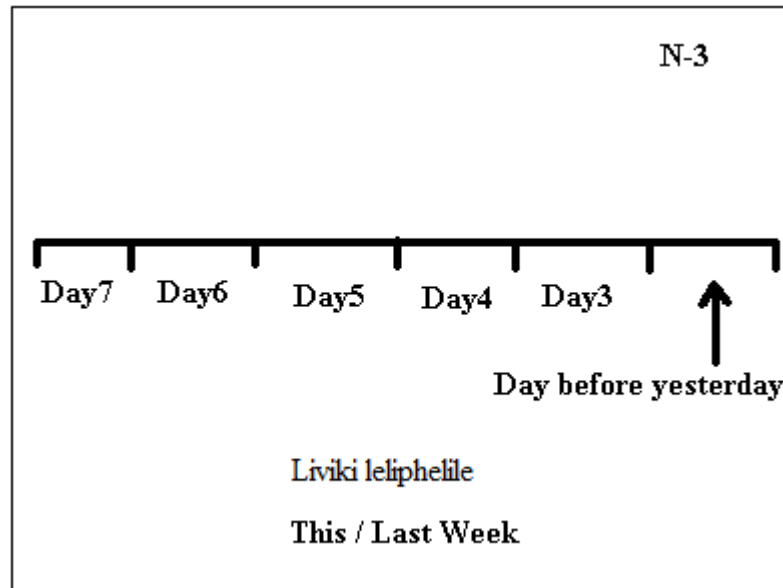 N-3
Day7 Day6 Day5 Day4 Day3
Day before yesterday
Liviki leliphelile
This / Last Week